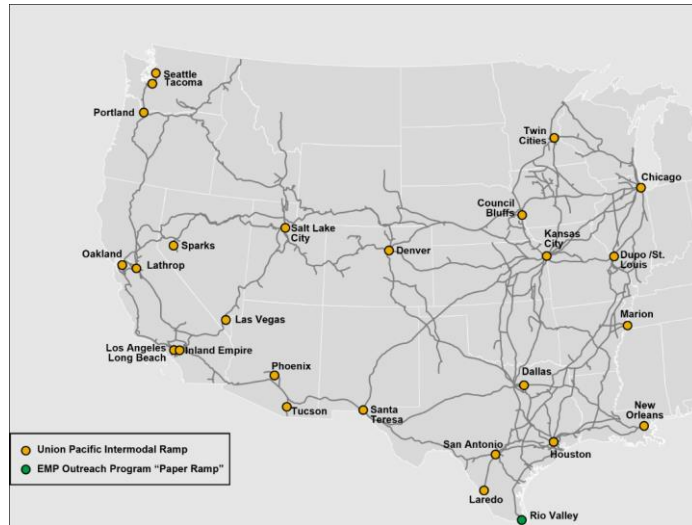 Seattle
Tacoma
Portland
Twin
Cities
Chicago
Council
Bluffs
Salt Lake
City
Sparks
Kansas
City
Denver
Dupo /St.
Louis
Oakland
Lathrop
Las Vegas
Marion
Los Angeles
Long Beach
Inland Empire
Phoenix
Dallas
Tucson
Santa
Teresa
New
Orleans
San Antonio
Houston
Laredo
Rio Valley
Union Pacific Intermodal Ramp
EMP Outreach Program “Paper Ramp”